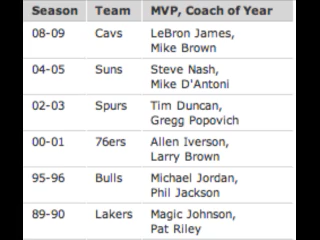 Season Team MVP, Coach of Year
08-09 Cavs LeBron James,
Mike Brown
04-05 Suns Steve Nash,
Mike D'Antoni
02-03 Spurs Tim Duncan,
Gregg Popovich
00-01 76ers Allen Iverson,
Larry Brown
95-96 Bulls Michael Jordan,
Phil Jackson
89-90 Lakers Magic Johnson,
Pat Riley